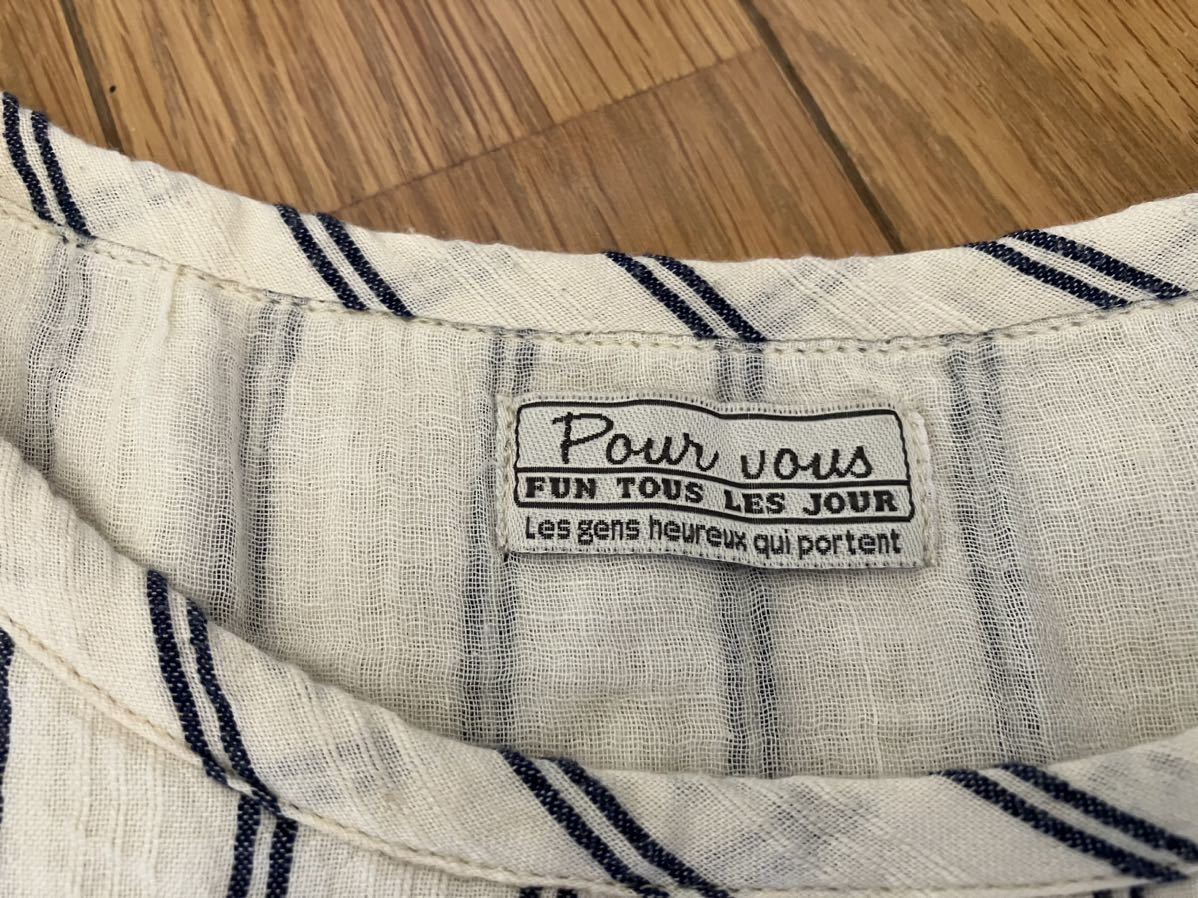 Pour vous
FUN TOUS LES JOUR
Les gens heureux qui portent